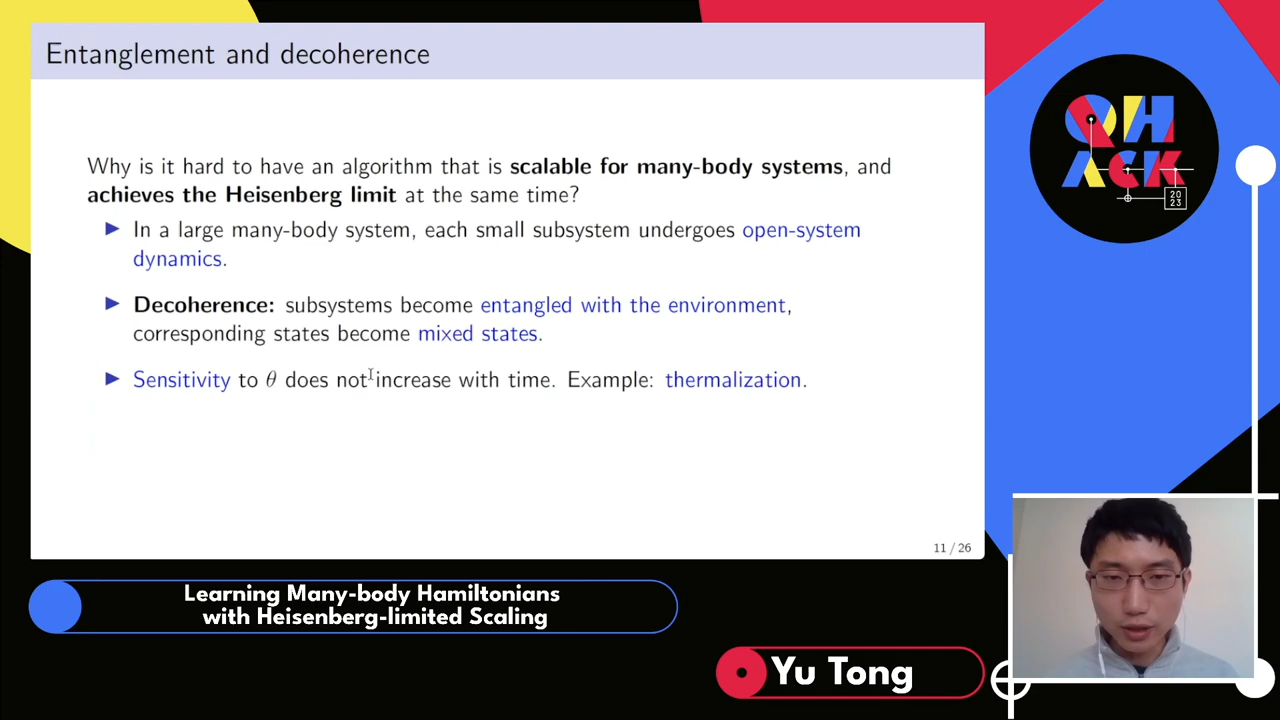 Entanglement and decoherence
Why is it hard to have an algorithm that is scalable for many-body systems, and
achieves the Heisenberg limit at the same time?
In a large many-body system, each small subsystem undergoes open-system
dynamics.
Decoherence: subsystems become entangled with the environment,
corresponding states become mixed states.
Sensitivity to θ does not increase with time. Example: thermalization.
11 / 26
QH
ACK
20
23
Learning Many-body Hamiltonians
with Heisenberg-limited Scaling
Yu Tong